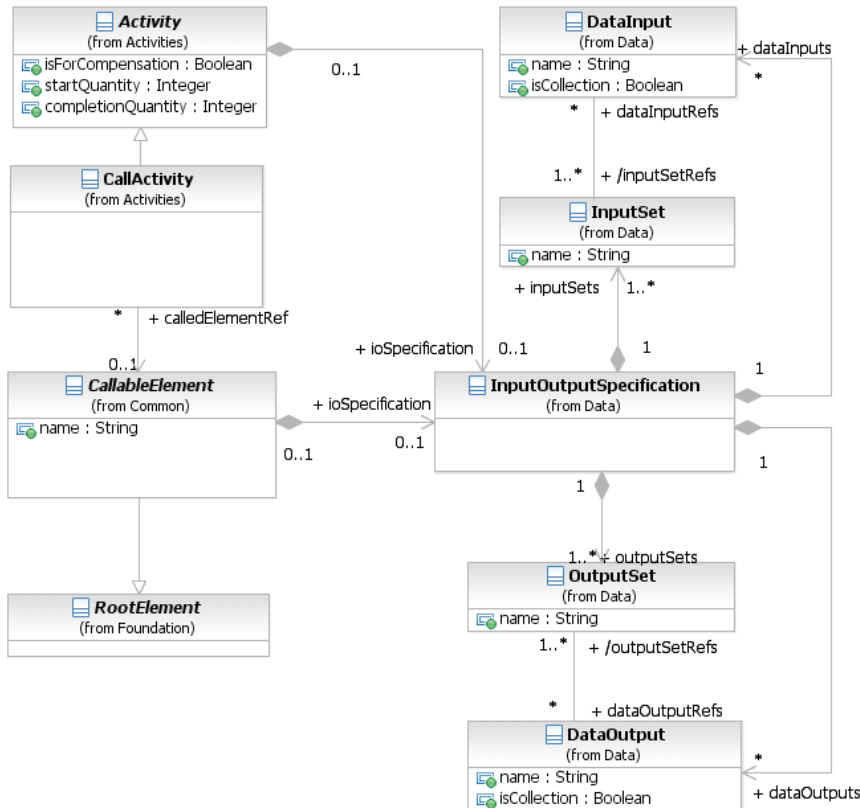 Activity
(from Activities)
isForCompensation : Boolean
startQuantity : Integer
completionQuantity : Integer
0..1
DataInput
(from Data)
name : String
isCollection : Boolean
+ dataInputs
*
* + dataInputRefs
1..* + /inputSetRefs
CallActivity
(from Activities)
InputSet
(from Data)
name : String
+ inputSets 1..*
* + calledElementRef
0..1
+ ioSpecification 0..1
1
1
CallableElement
(from Common)
name : String
+ ioSpecification
0..1
0..1
InputOutputSpecification
(from Data)
1
1
1..* + outputSets
OutputSet
(from Data)
name : String
RootElement
(from Foundation)
1..* + /outputSetRefs
* + dataOutputRefs
DataOutput
(from Data)
name : String
isCollection : Boolean
*
+ dataOutputs